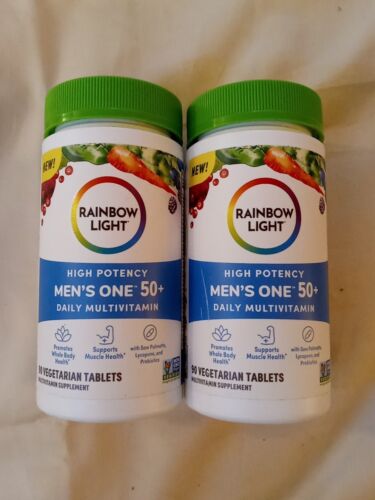 NEW!
RAINBOW
LIGHT
HIGH POTENCY
MEN'S ONE™ 50+
DAILY MULTIVITAMIN
Promotes
Whole Body
Health*
Supports
Muscle Health*
with Saw Palmetto,
Lycopene, and
Probiotics
90 VEGETARIAN TABLETS
MULTIVITAMIN SUPPLEMENT
NEW!
RAINBOW
LIGHT
HIGH POTENCY
MEN'S ONE™ 50+
DAILY MULTIVITAMIN
Promotes
Whole Body
Health*
Supports
Muscle Health*
with Saw Palmetto,
Lycopene, and
Probiotics
90 VEGETARIAN TABLETS
MULTIVITAMIN SUPPLEMENT